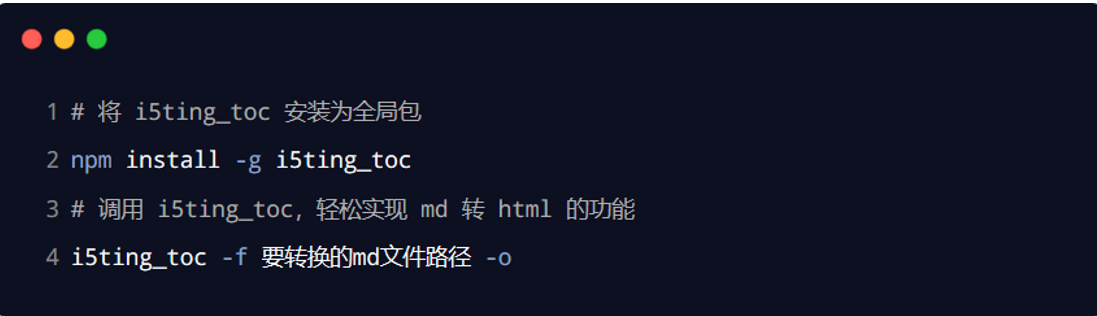 1 # 将 i5ting_toc 安装为全局包
2 npm install -g i5ting_toc
3 # 调用 i5ting_toc，轻松实现 md 转 html 的功能
4 i5ting_toc -f 要转换的md文件路径 -o